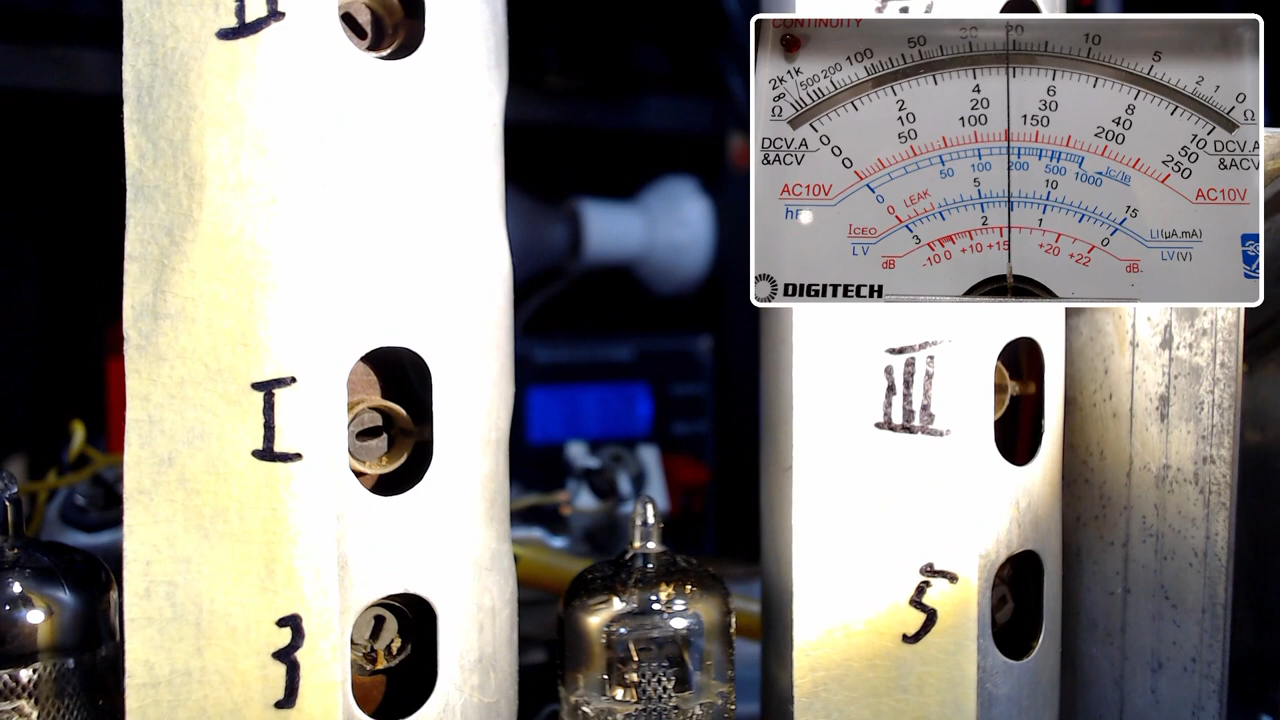 II
I
3
III
5
CONTINUITY
2k 1k 500 200 100 50 30 20 10 5 2 1 0
∞
Ω Ω
0 2 4 6 8 10
0 10 20 30 40 50
0 50 100 150 200 250
DCV.A DCV.A
&ACV &ACV
AC10V AC10V
0 50 100 200 500 1000 IC/IB
0 LEAK 5 10 15
ICEO LI(μA.mA)
LV 3 2 1 0 LV(V)
dB -10 0 +10 +15 +20 +22 dB
DIGITECH